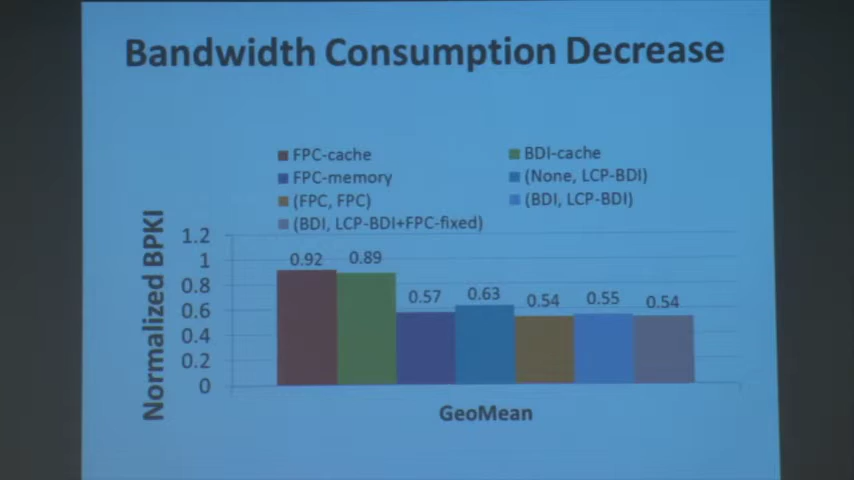 Bandwidth Consumption Decrease
FPC-cache
BDI-cache
FPC-memory
(None, LCP-BDI)
(FPC, FPC)
(BDI, LCP-BDI)
(BDI, LCP-BDI+FPC-fixed)
Normalized BPKI
1.2
1
0.8
0.6
0.4
0.2
0
0.92
0.89
0.57
0.63
0.54
0.55
0.54
GeoMean